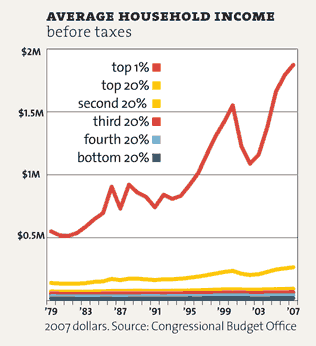 AVERAGE HOUSEHOLD INCOME
before taxes
$2M
top 1%
top 20%
second 20%
$1.5M
third 20%
fourth 20%
bottom 20%
$1M
$0.5M
'79 '83 '87 '91 '95 '99 '03 '07
2007 dollars. Source: Congressional Budget Office